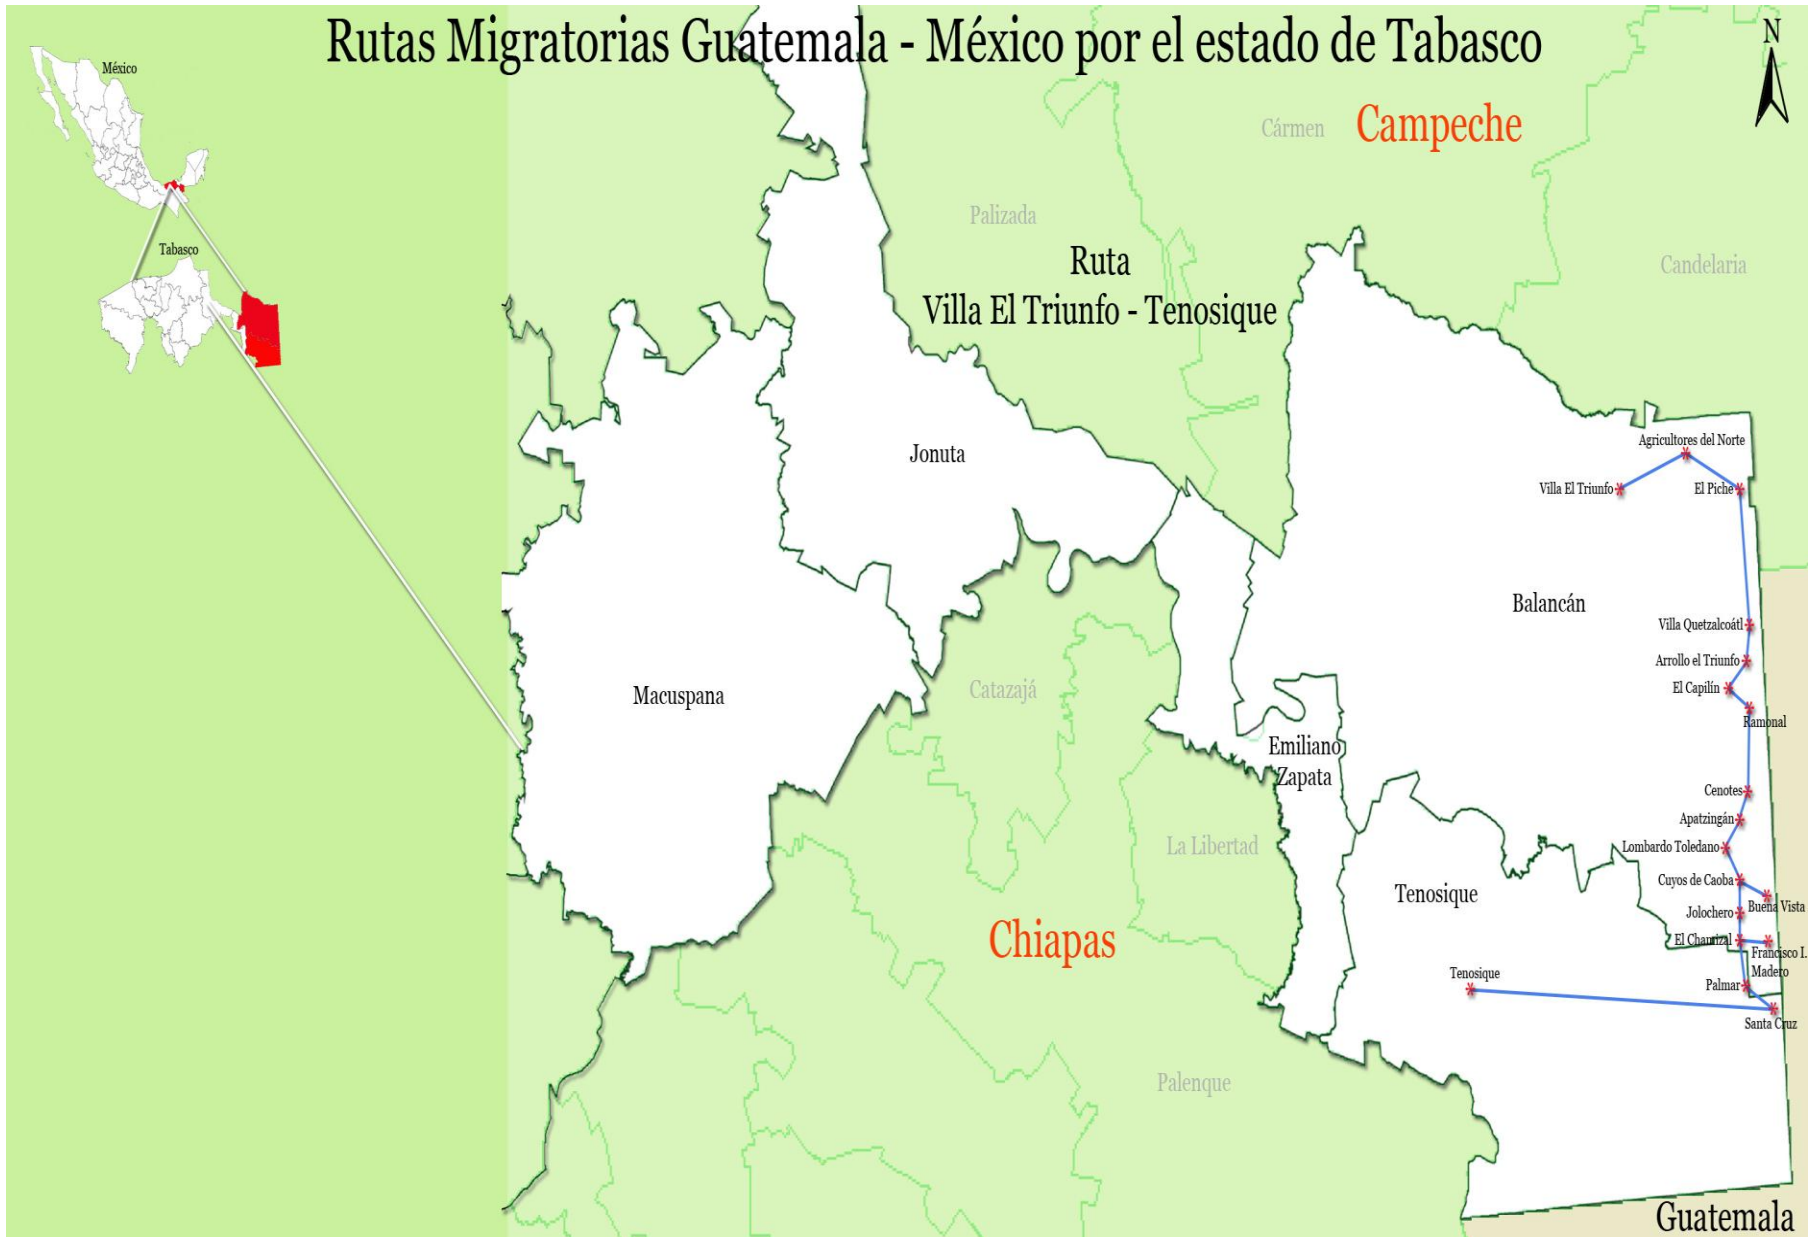 Rutas Migratorias Guatemala - México por el estado de Tabasco
N
México
Cármen
Campeche
Palizada
Tabasco
Ruta
Villa El Triunfo - Tenosique
Candelaria
Agricultores del Norte
Jonuta
Villa El Triunfo
El Piche
Balancán
Villa Quetzalcoátl
Arrollo el Triunfo
El Capilín
Catazajá
Macuspana
Ramonal
Emiliano
Zapata
Cenotes
Apatzingán
La Libertad
Lombardo Toledano
Cuyos de Caoba
Tenosique
Buena Vista
Jolochero
Chiapas
El Chamizal
Francisco I.
Madero
Tenosique
Palmar
Santa Cruz
Palenque
Guatemala